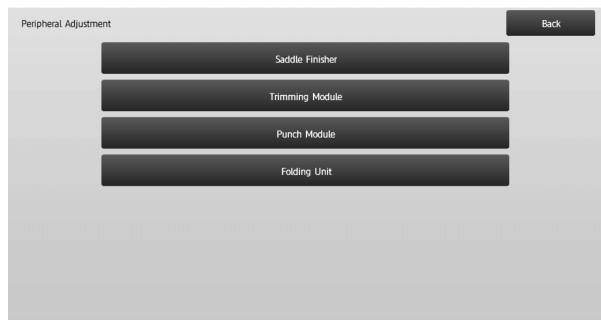 Peripheral Adjustment
Back
Saddle Finisher
Trimming Module
Punch Module
Folding Unit